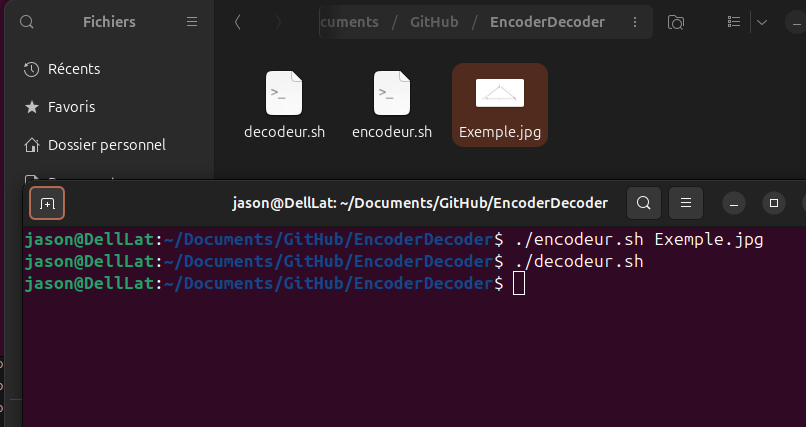 Fichiers
cuments / GitHub / EncoderDecoder
Récents
Favoris
Dossier personnel
decodeur.sh
encodeur.sh
Exemple.jpg
jason@DellLat: ~/Documents/GitHub/EncoderDecoder
jason@DellLat:~/Documents/GitHub/EncoderDecoder$ ./encodeur.sh Exemple.jpg
jason@DellLat:~/Documents/GitHub/EncoderDecoder$ ./decodeur.sh
jason@DellLat:~/Documents/GitHub/EncoderDecoder$